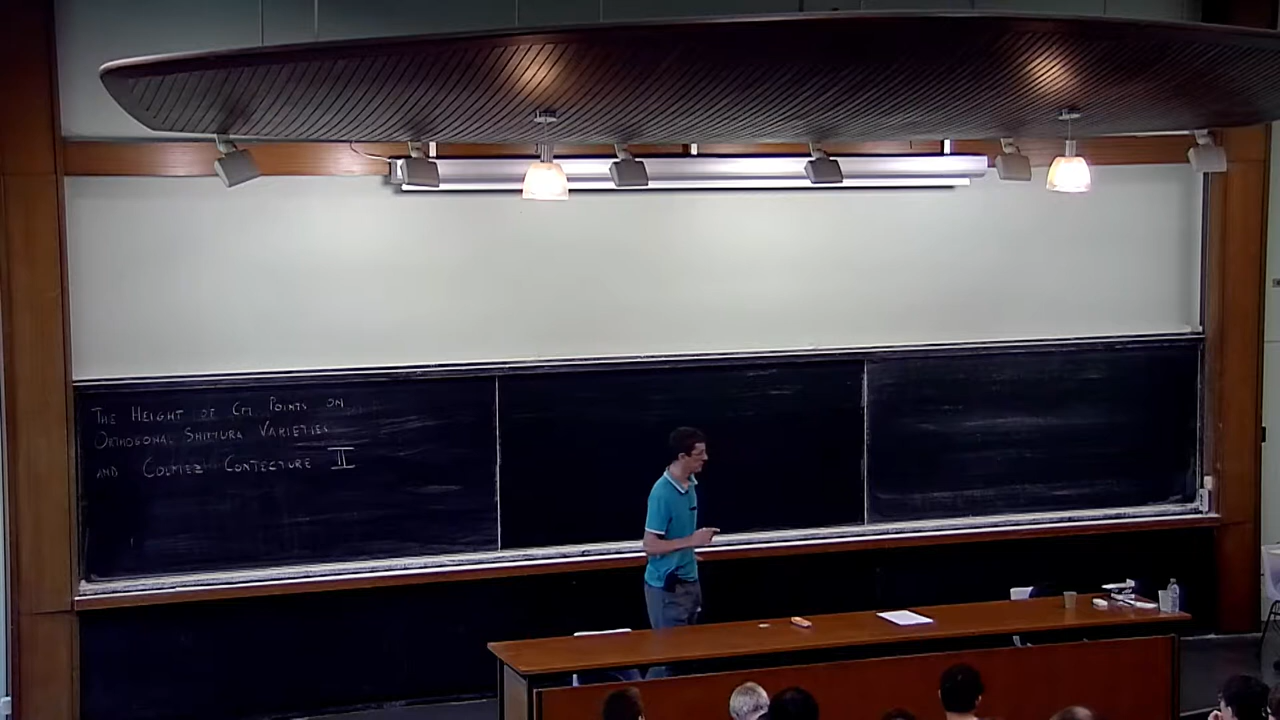 THE HEIGHT OF CM POINTS ON
ORTHOGONAL SHIMURA VARIETIES
AND COLMEZ CONJECTURE II